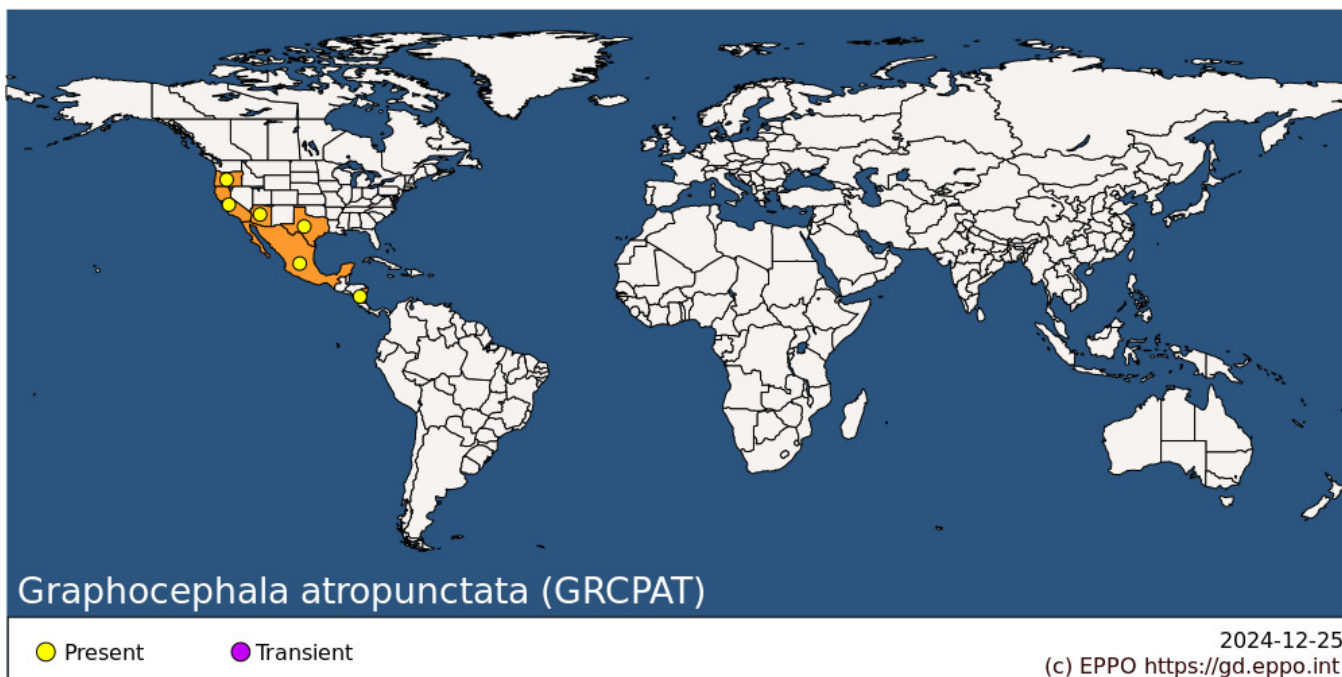 Graphocephala atropunctata (GRCPAT)
Present
Transient
2024-12-25
(c) EPPO https://gd.eppo.int